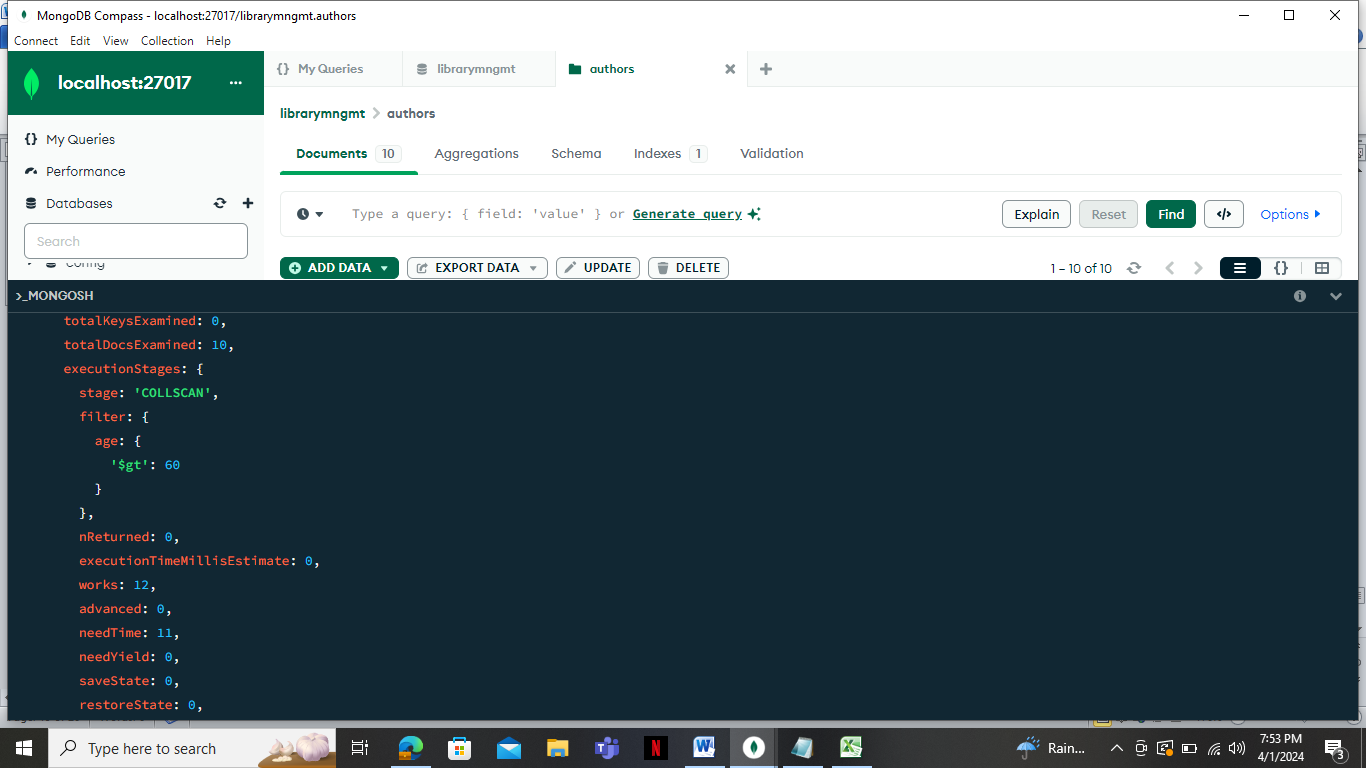 MongoDB Compass - localhost:27017/librarymngmt.authors
Connect Edit View Collection Help
localhost:27017 ...
{} My Queries
librarymngmt
authors
librarymngmt > authors
My Queries
Performance
Databases
Search
config
Documents 10 Aggregations Schema Indexes 1 Validation
Type a query: { field: 'value' } or Generate query
Explain Reset Find </> Options
ADD DATA EXPORT DATA UPDATE DELETE
1 – 10 of 10 {}
>_MONGOSH
totalKeysExamined: 0,
totalDocsExamined: 10,
executionStages: {
stage: 'COLLSCAN',
filter: {
age: {
'$gt': 60
}
},
nReturned: 0,
executionTimeMillisEstimate: 0,
works: 12,
advanced: 0,
needTime: 11,
needYield: 0,
saveState: 0,
restoreState: 0,
Type here to search
Rain...
7:53 PM
4/1/2024
3